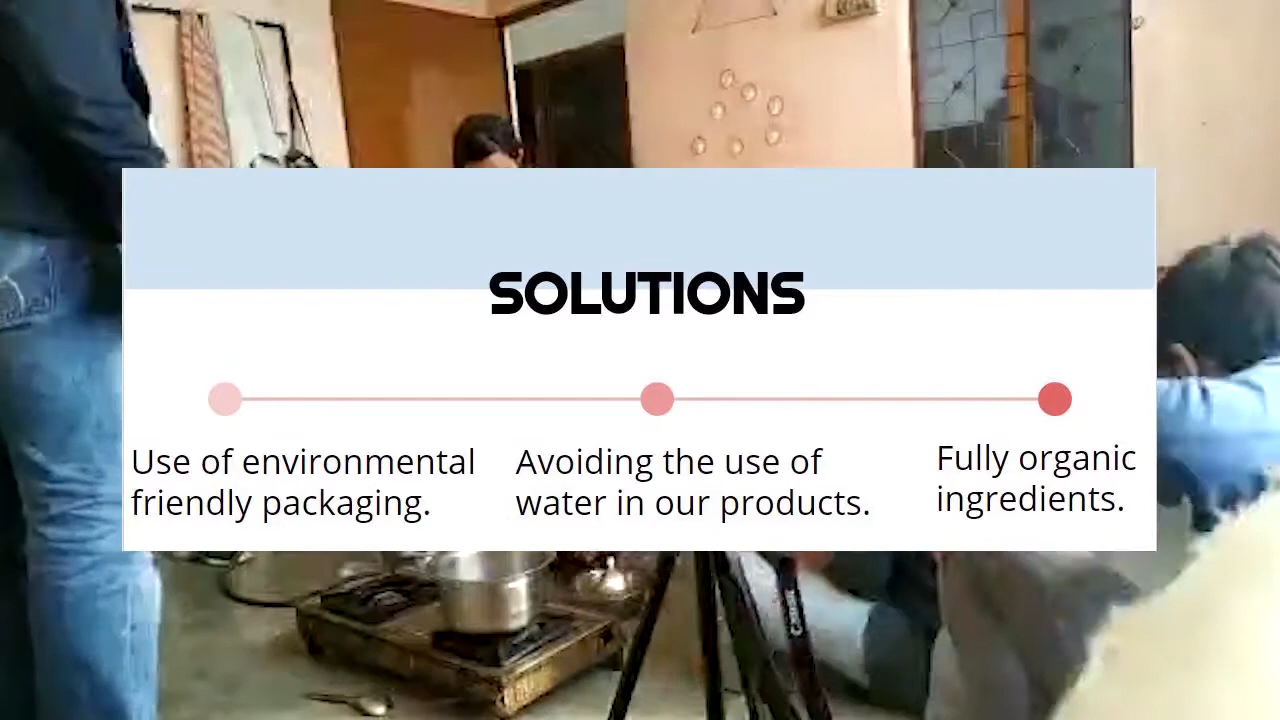 SOLUTIONS
Use of environmental
friendly packaging.
Avoiding the use of
water in our products.
Fully organic
ingredients.